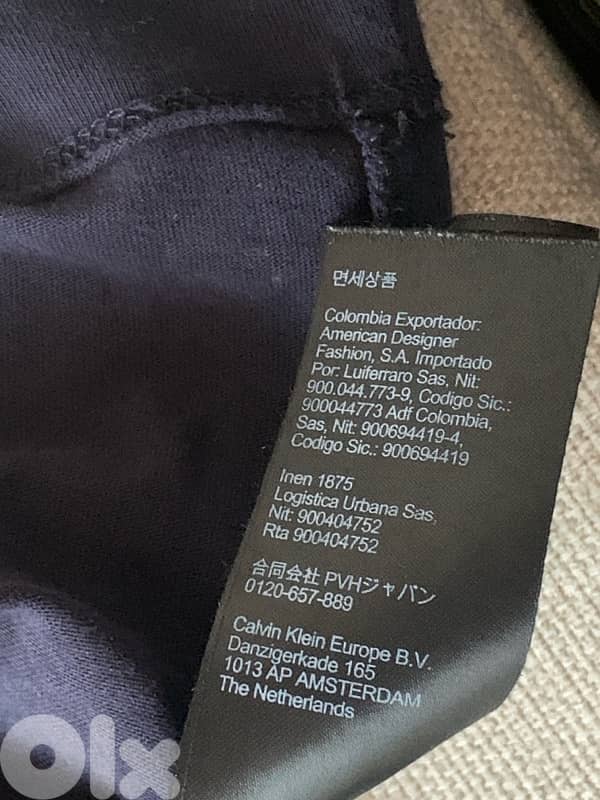 면세상품
Colombia Exportador:
American Designer
Fashion, S.A. Importado
Por: Luiferraro Sas, Nit:
900.044.773-9, Codigo Sic.:
900044773 Adf Colombia,
Sas, Nit: 900694419-4,
Codigo Sic.: 900694419
Inen 1875
Logistica Urbana Sas,
Nit: 900404752
Rta 900404752
合同会社 PVHジャパン
0120-657-889
Calvin Klein Europe B.V.
Danzigerkade 165
1013 AP AMSTERDAM
The Netherlands
Olx